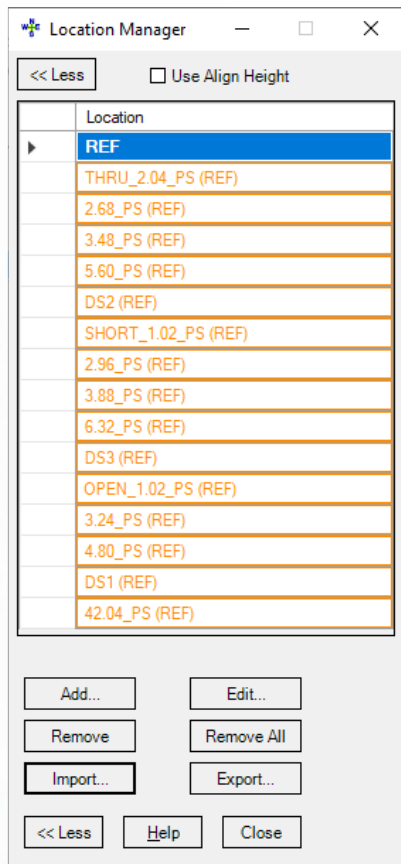 Location Manager
<< Less
Use Align Height
Location
REF
THRU_2.04_PS (REF)
2.68_PS (REF)
3.48_PS (REF)
5.60_PS (REF)
DS2 (REF)
SHORT_1.02_PS (REF)
2.96_PS (REF)
3.88_PS (REF)
6.32_PS (REF)
DS3 (REF)
OPEN_1.02_PS (REF)
3.24_PS (REF)
4.80_PS (REF)
DS1 (REF)
42.04_PS (REF)
Add... Edit...
Remove Remove All
Import... Export...
<< Less Help Close